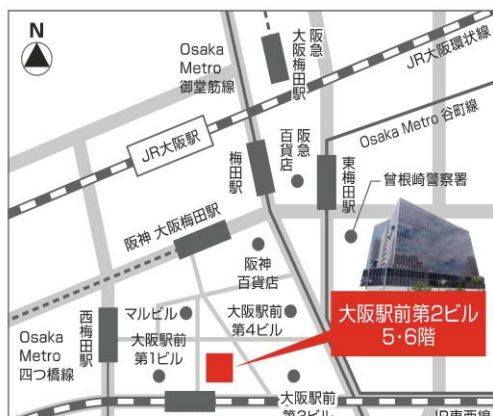 N
Osaka
Metro
御堂筋線
阪急
大阪梅田駅
JR大阪環状線
JR大阪駅
梅田駅
阪急
百貨店
Osaka Metro 谷町線
東梅田駅
曾根崎警察署
阪神 大阪梅田駅
阪神
百貨店
西梅田駅
マルビル
大阪駅前
第4ビル
大阪駅前第2ビル
5・6階
Osaka
Metro
四つ橋線
大阪駅前
第1ビル
大阪駅前